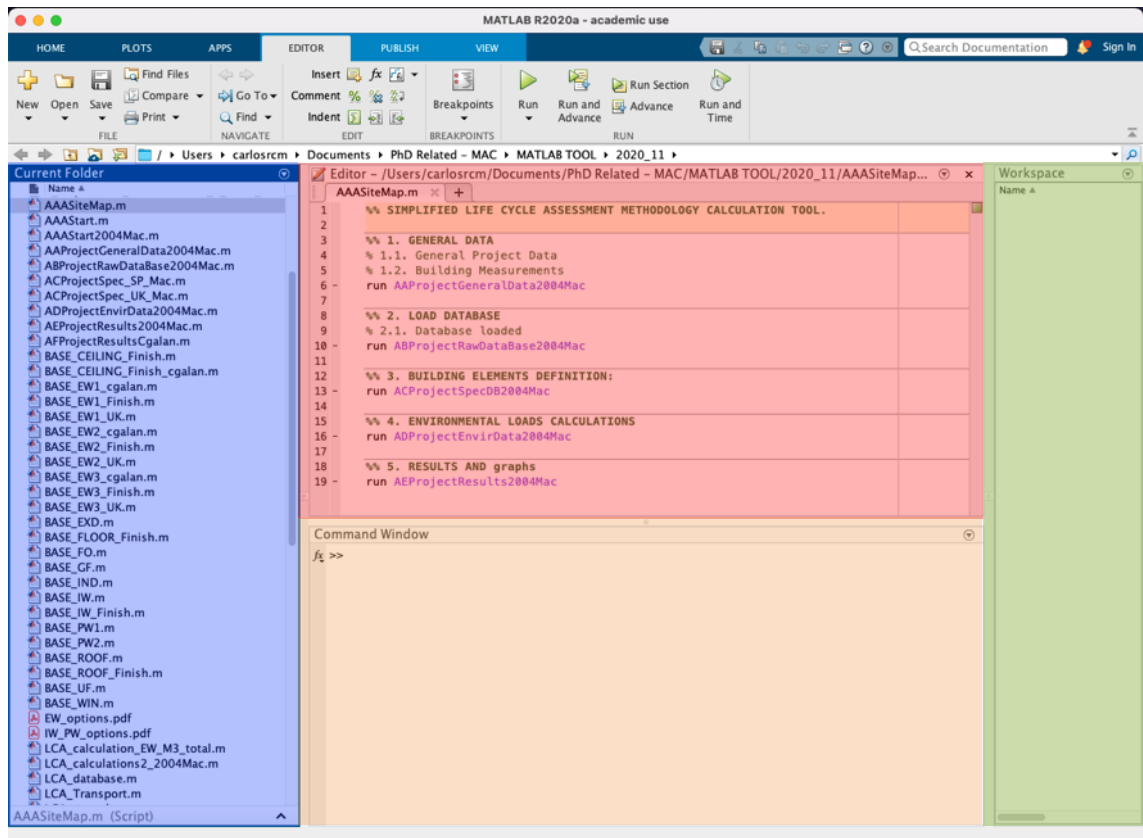 MATLAB R2020a - academic use
HOME PLOTS APPS EDITOR PUBLISH VIEW Search Documentation Sign In
New Open Save Find Files Compare Print Go To Find Insert fx Comment Indent Breakpoints Run Run and Advance Run Section Advance Run and Time
FILE NAVIGATE EDIT BREAKPOINTS RUN
/ Users carlosrcm Documents PhD Related - MAC MATLAB TOOL 2020_11
Current Folder
Name
AAASiteMap.m
AAAStart.m
AAAStart2004Mac.m
AAProjectGeneralData2004Mac.m
ABProjectRawDataBase2004Mac.m
ACProjectSpec_SP_Mac.m
ACProjectSpec_UK_Mac.m
ADProjectEnvirData2004Mac.m
AEProjectResults2004Mac.m
AFProjectResultsCgalan.m
BASE_CEILING_Finish.m
BASE_CEILING_Finish_cgalan.m
BASE_EW1_cgalan.m
BASE_EW1_Finish.m
BASE_EW1_UK.m
BASE_EW2_cgalan.m
BASE_EW2_Finish.m
BASE_EW2_UK.m
BASE_EW3_cgalan.m
BASE_EW3_Finish.m
BASE_EW3_UK.m
BASE_EXD.m
BASE_FLOOR_Finish.m
BASE_FO.m
BASE_GF.m
BASE_IND.m
BASE_IW.m
BASE_IW_Finish.m
BASE_PW1.m
BASE_PW2.m
BASE_ROOF.m
BASE_ROOF_Finish.m
BASE_UF.m
BASE_WIN.m
EW_options.pdf
IW_PW_options.pdf
LCA_calculation_EW_M3_total.m
LCA_calculations2_2004Mac.m
LCA_database.m
LCA_Transport.m
AAASiteMap.m (Script)
Editor - /Users/carlosrcm/Documents/PhD Related - MAC/MATLAB TOOL/2020_11/AAASiteMap...
AAASiteMap.m
1 %% SIMPLIFIED LIFE CYCLE ASSESSMENT METHODOLOGY CALCULATION TOOL.
2
3 %% 1. GENERAL DATA
4 % 1.1. General Project Data
5 % 1.2. Building Measurements
6 - run AAProjectGeneralData2004Mac
7
8 %% 2. LOAD DATABASE
9 % 2.1. Database loaded
10 - run ABProjectRawDataBase2004Mac
11
12 %% 3. BUILDING ELEMENTS DEFINITION:
13 - run ACProjectSpecDB2004Mac
14
15 %% 4. ENVIRONMENTAL LOADS CALCULATIONS
16 - run ADProjectEnvirData2004Mac
17
18 %% 5. RESULTS AND graphs
19 - run AEProjectResults2004Mac
Command Window
fx >>
Workspace
Name